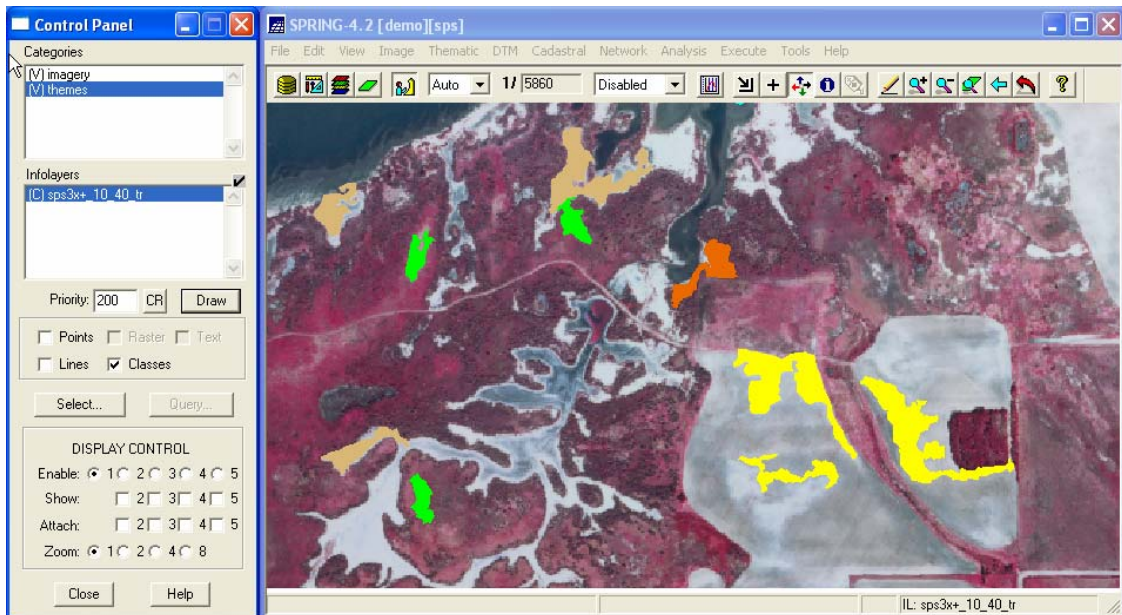 Control Panel
Categories
(V) imagery
(V) themes
Infolayers
(C) sps3x+_10_40_tr
Priority: 200 CR Draw
Points Raster Text
Lines Classes
Select... Query...
DISPLAY CONTROL
Enable: 1 2 3 4 5
Show: 2 3 4 5
Attach: 2 3 4 5
Zoom: 1 2 4 8
Close Help
SPRING-4.2 [demo][sps]
File Edit View Image Thematic DTM Cadastral Network Analysis Execute Tools Help
Auto 1/ 5860 Disabled
IL: sps3x+_10_40_tr